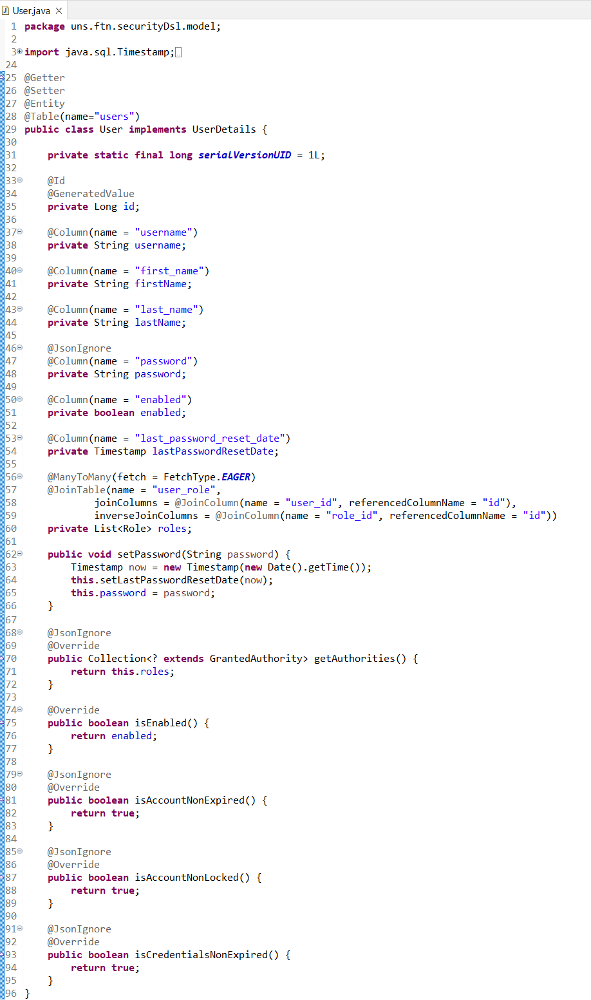 User.java
1 package uns.ftn.securityDsl.model;
2
3 import java.sql.Timestamp;
24
25 @Getter
26 @Setter
27 @Entity
28 @Table(name="users")
29 public class User implements UserDetails {
30
31     private static final long serialVersionUID = 1L;
32
33     @Id
34     @GeneratedValue
35     private Long id;
36
37     @Column(name = "username")
38     private String username;
39
40     @Column(name = "first_name")
41     private String firstName;
42
43     @Column(name = "last_name")
44     private String lastName;
45
46     @JsonIgnore
47     @Column(name = "password")
48     private String password;
49
50     @Column(name = "enabled")
51     private boolean enabled;
52
53     @Column(name = "last_password_reset_date")
54     private Timestamp lastPasswordResetDate;
55
56     @ManyToMany(fetch = FetchType.EAGER)
57     @JoinTable(name = "user_role",
58             joinColumns = @JoinColumn(name = "user_id", referencedColumnName = "id"),
59             inverseJoinColumns = @JoinColumn(name = "role_id", referencedColumnName = "id"))
60     private List<Role> roles;
61
62     public void setPassword(String password) {
63         Timestamp now = new Timestamp(new Date().getTime());
64         this.setLastPasswordResetDate(now);
65         this.password = password;
66     }
67
68     @JsonIgnore
69     @Override
70     public Collection<? extends GrantedAuthority> getAuthorities() {
71         return this.roles;
72     }
73
74     @Override
75     public boolean isEnabled() {
76         return enabled;
77     }
78
79     @JsonIgnore
80     @Override
81     public boolean isAccountNonExpired() {
82         return true;
83     }
84
85     @JsonIgnore
86     @Override
87     public boolean isAccountNonLocked() {
88         return true;
89     }
90
91     @JsonIgnore
92     @Override
93     public boolean isCredentialsNonExpired() {
94         return true;
95     }
96 }